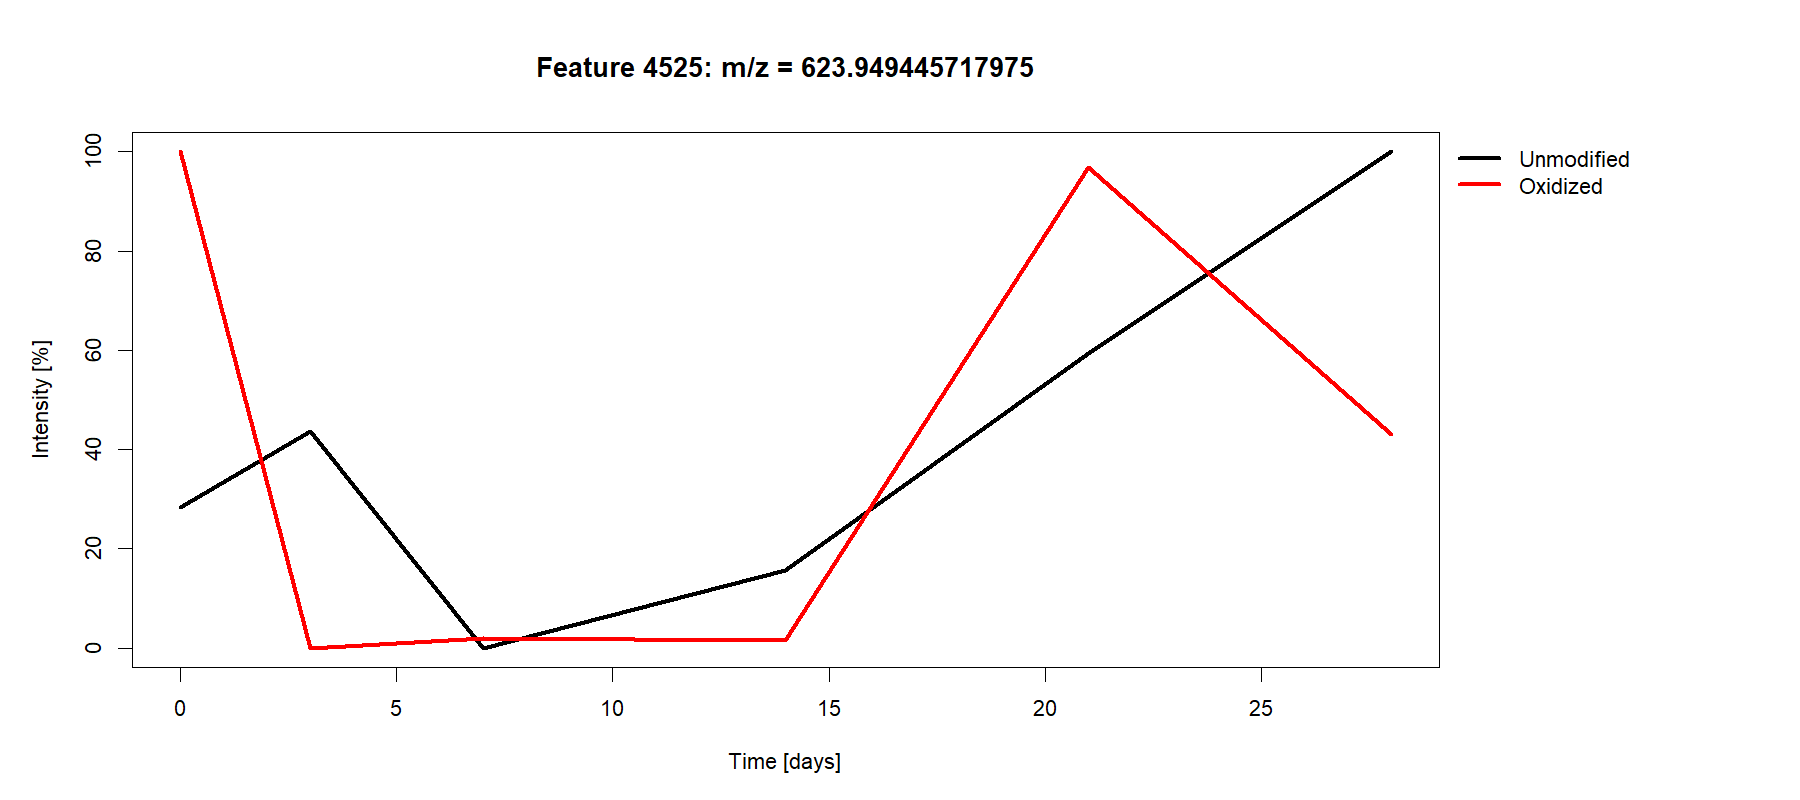 Feature 4525: m/z = 623.949445717975
Unmodified
Oxidized
Intensity [%]
100
80
60
40
20
0
0 5 10 15 20 25
Time [days]